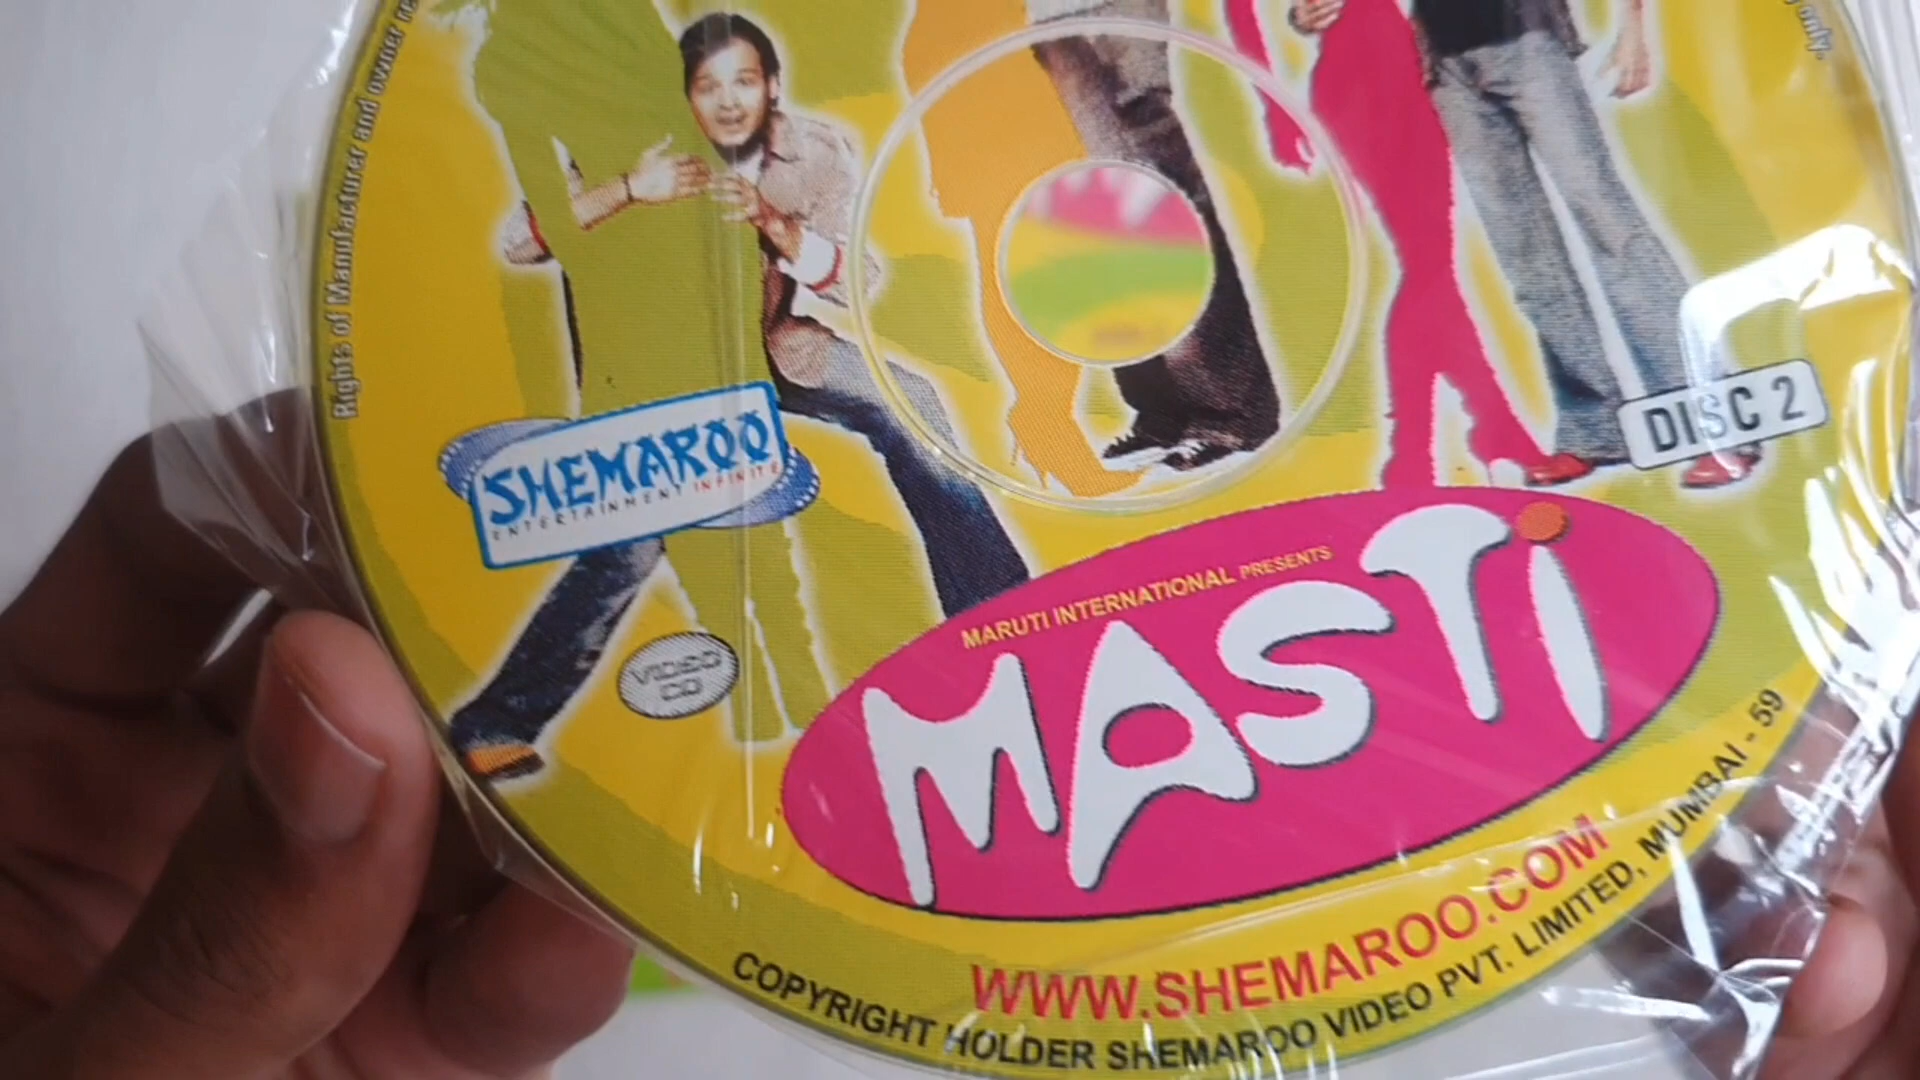 Rights of Manufacturer and owner
only.
SHEMAROO
ENTERTAINMENT INFINITE
DISC 2
VIDEO
CD
MARUTI INTERNATIONAL PRESENTS
MASTi
WWW.SHEMAROO.COM
COPYRIGHT HOLDER SHEMAROO VIDEO PVT. LIMITED, MUMBAI - 59